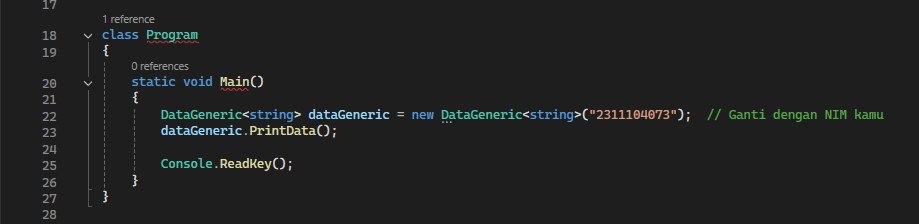 17
1 reference
18 class Program
19 {
0 references
20 static void Main()
21 {
22 DataGeneric<string> dataGeneric = new DataGeneric<string>("2311104073"); // Ganti dengan NIM kamu
23 dataGeneric.PrintData();
24
25 Console.ReadKey();
26 }
27 }
28